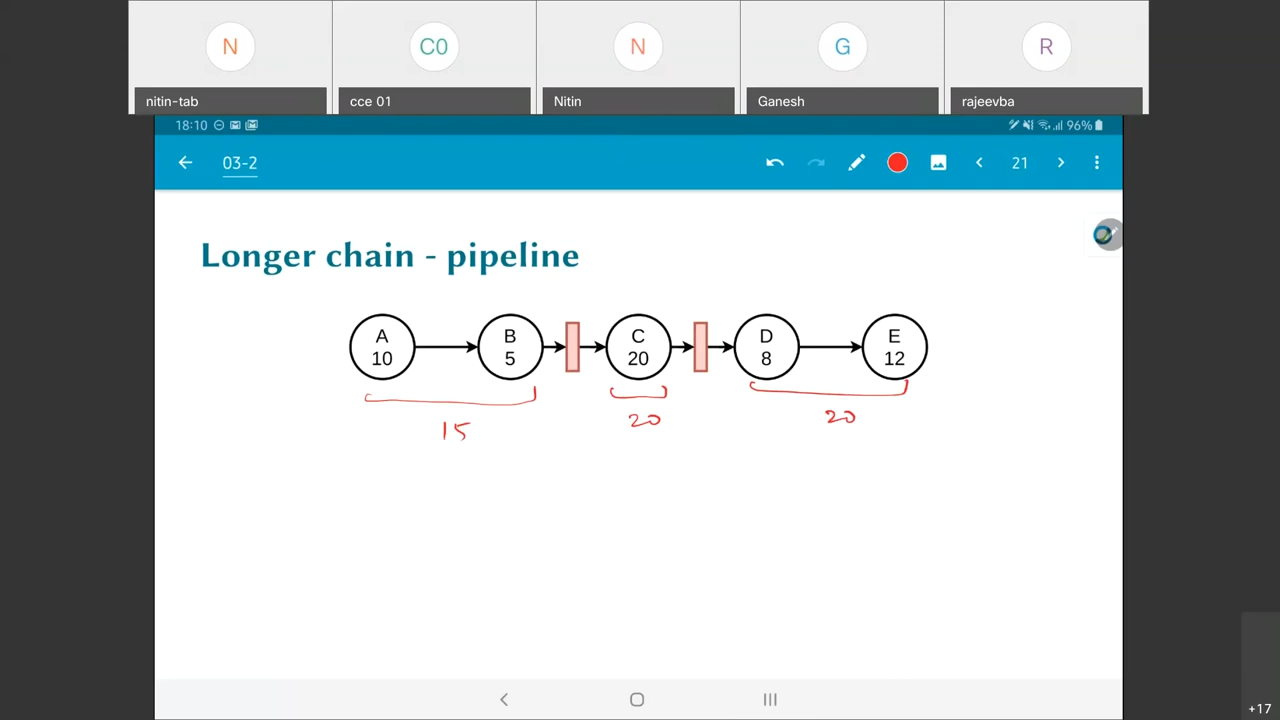 N C0 N G R
nitin-tab cce 01 Nitin Ganesh rajeevba
18:10 96%
03-2 21
Longer chain - pipeline
A B C D E
10 5 20 8 12
15 20 20
+17